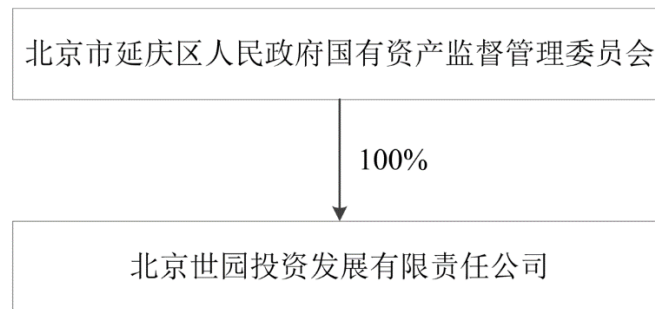 北京市延庆区人民政府国有资产监督管理委员会
100%
北京世园投资发展有限责任公司